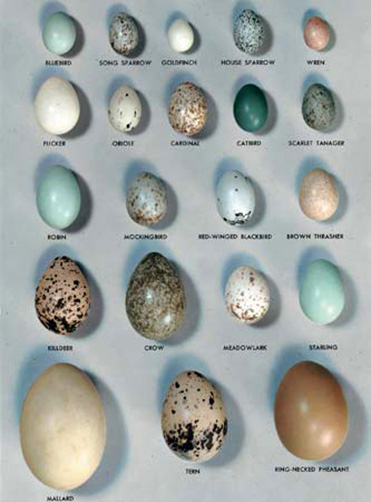 BLUEBIRD
SONG SPARROW
GOLDFINCH
HOUSE SPARROW
WREN
FLICKER
ORIOLE
CARDINAL
CATBIRD
SCARLET TANAGER
ROBIN
MOCKINGBIRD
RED-WINGED BLACKBIRD
BROWN THRASHER
KILLDEER
CROW
MEADOWLARK
STARLING
MALLARD
TERN
RING-NECKED PHEASANT